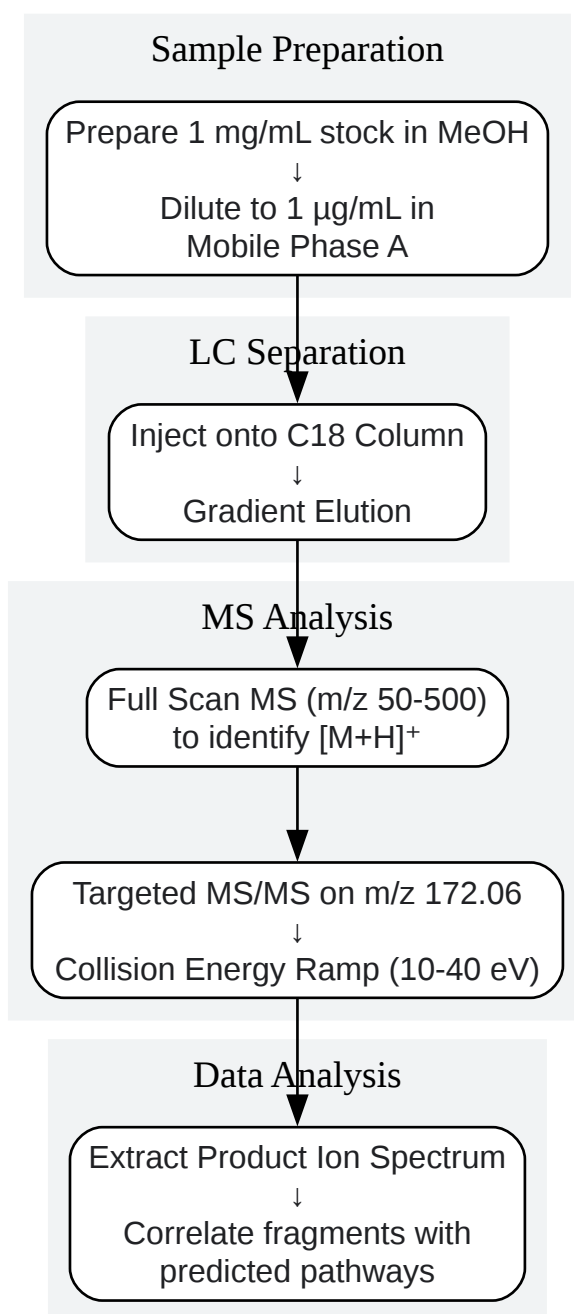 Sample Preparation
Prepare 1 mg/mL stock in MeOH
↓
Dilute to 1 µg/mL in
Mobile Phase A
LC Separation
Inject onto C18 Column
↓
Gradient Elution
MS Analysis
Full Scan MS (m/z 50-500)
to identify [M+H]⁺
Targeted MS/MS on m/z 172.06
↓
Collision Energy Ramp (10-40 eV)
Data Analysis
Extract Product Ion Spectrum
↓
Correlate fragments with
predicted pathways